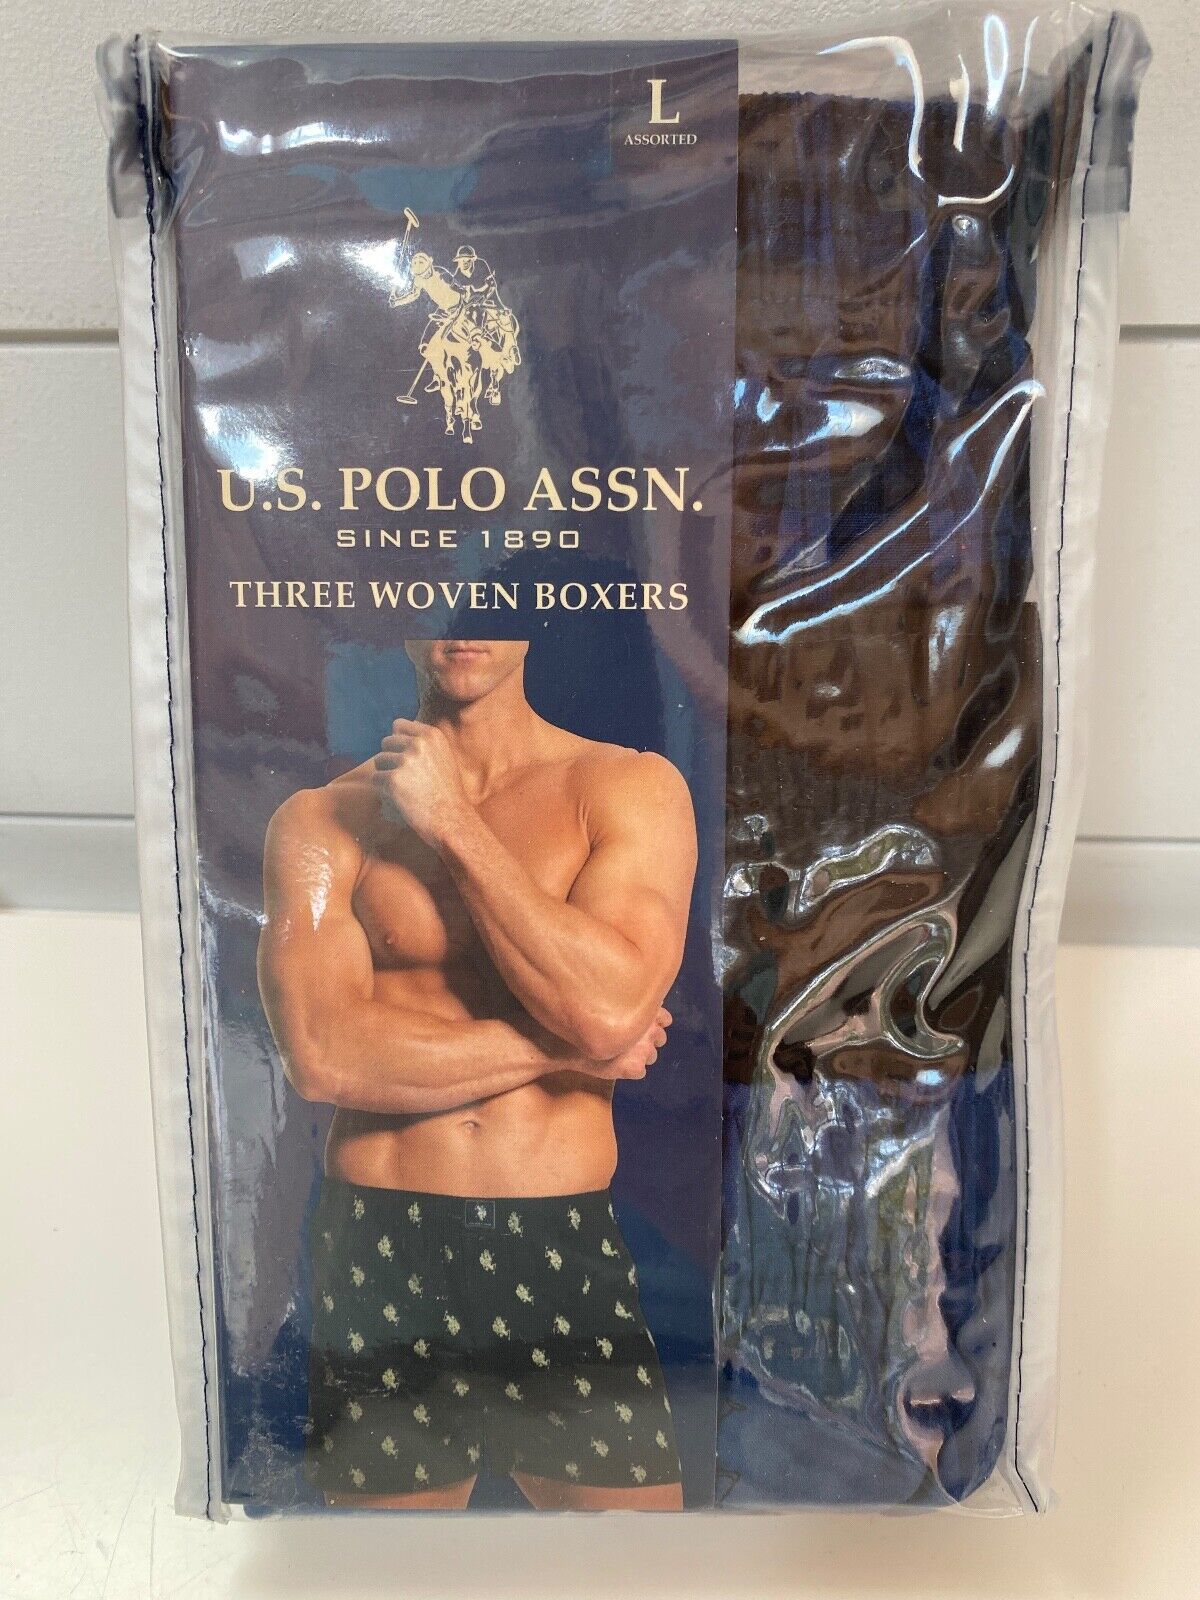 L
ASSORTED
U.S. POLO ASSN.
SINCE 1890
THREE WOVEN BOXERS